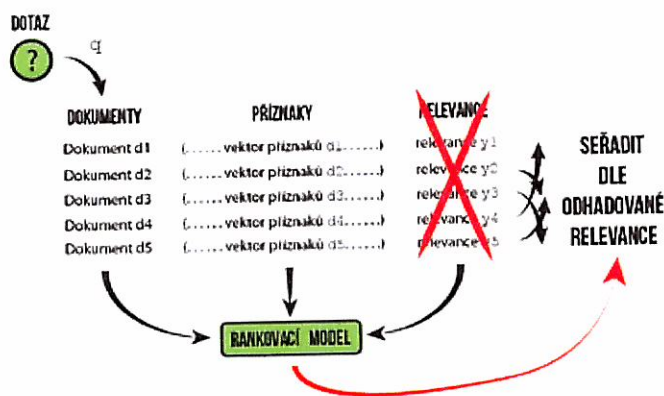 DOTAZ
?
q
DOKUMENTY PŘÍZNAKY RELEVANCE
Dokument d1 (......vektor příznaků d1......) relevance y1
Dokument d2 (......vektor příznaků d2......) relevance y2
Dokument d3 (......vektor příznaků d3......) relevance y3
Dokument d4 (......vektor příznaků d4......) relevance y4
Dokument d5 (......vektor příznaků d5......) relevance y5
SEŘADIT
DLE
ODHADOVANÉ
RELEVANCE
RANKOVACÍ MODEL